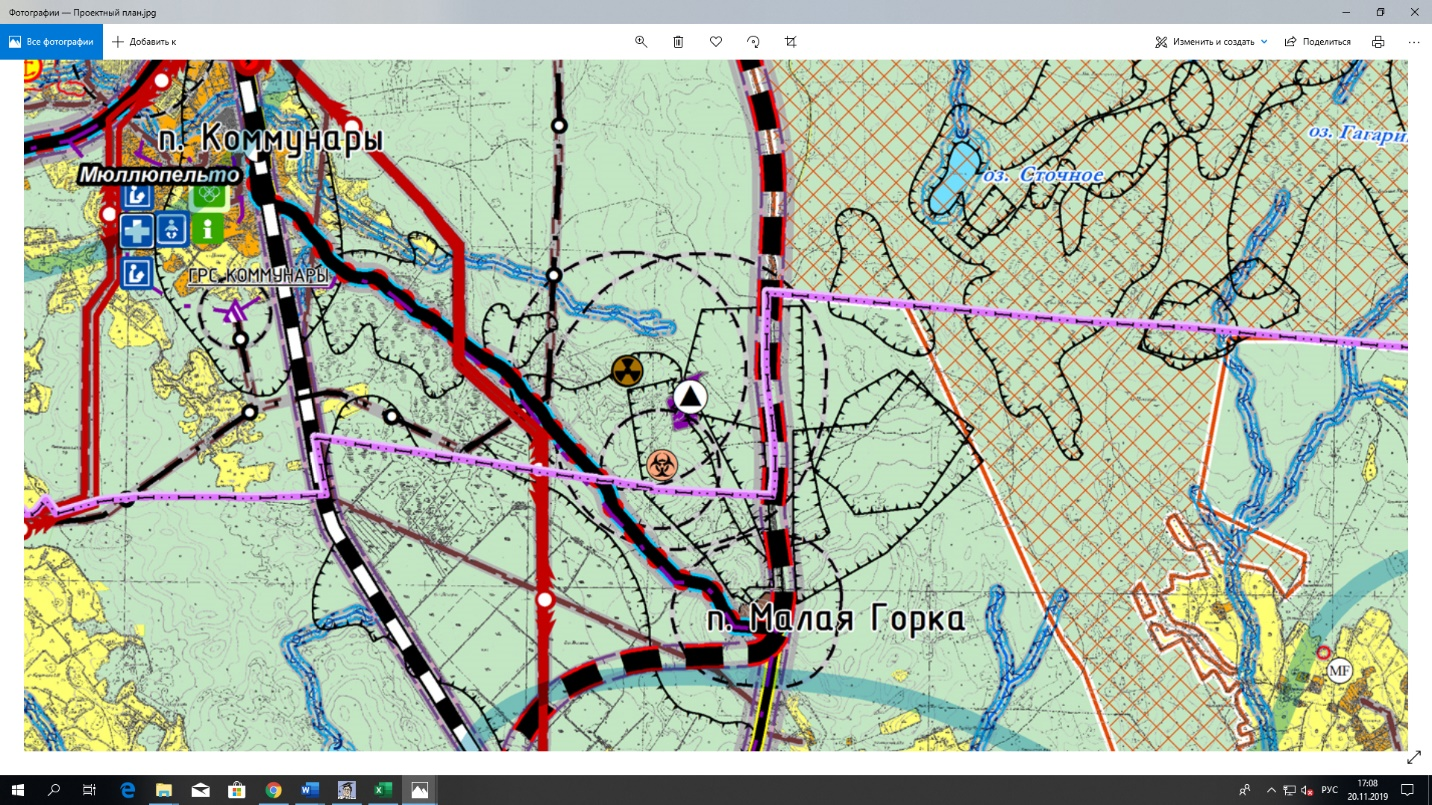 Фотографии — Проектный план.jpg
Все фотографии
Добавить к
Изменить и создать
Поделиться
оз. Гагари
п. Коммунары
Мюллюпельто
оз. Сточное
ГРС КОММУНАРЫ
п. Малая Горка
MF
РУС
17:08
20.11.2019